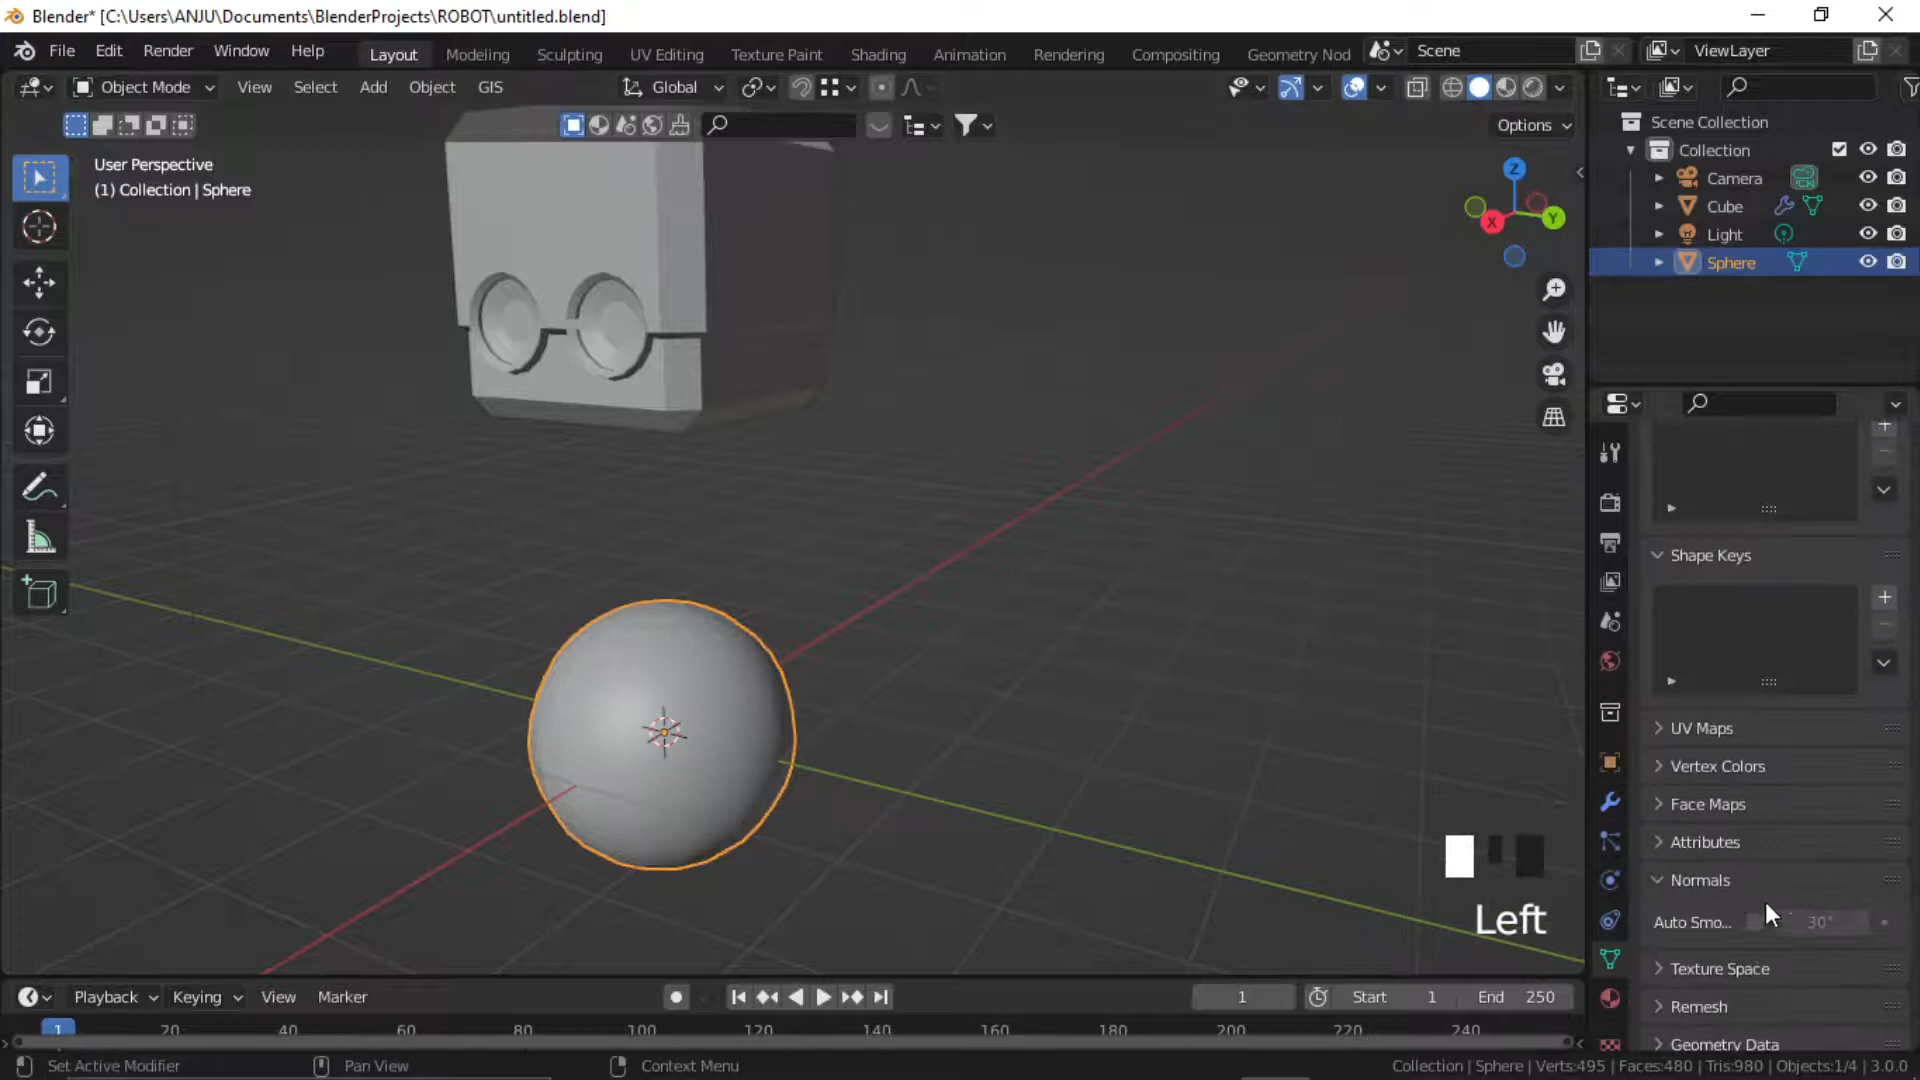 Blender* [C:\Users\ANJU\Documents\BlenderProjects\ROBOT\untitled.blend]
File Edit Render Window Help Layout Modeling Sculpting UV Editing Texture Paint Shading Animation Rendering Compositing Geometry Nod Scene ViewLayer
Object Mode View Select Add Object GIS Global
Options
User Perspective
(1) Collection | Sphere
Z
X
Y
Scene Collection
Collection
Camera
Cube
Light
Sphere
Shape Keys
UV Maps
Vertex Colors
Face Maps
Attributes
Normals
Auto Smo... 30°
Texture Space
Remesh
Geometry Data
Left
Playback Keying View Marker 1 Start 1 End 250
1 20 40 60 80 100 120 140 160 180 200 220 240
Set Active Modifier Pan View Context Menu Collection | Sphere | Verts:495 | Faces:480 | Tris:980 | Objects:1/4 | 3.0.0